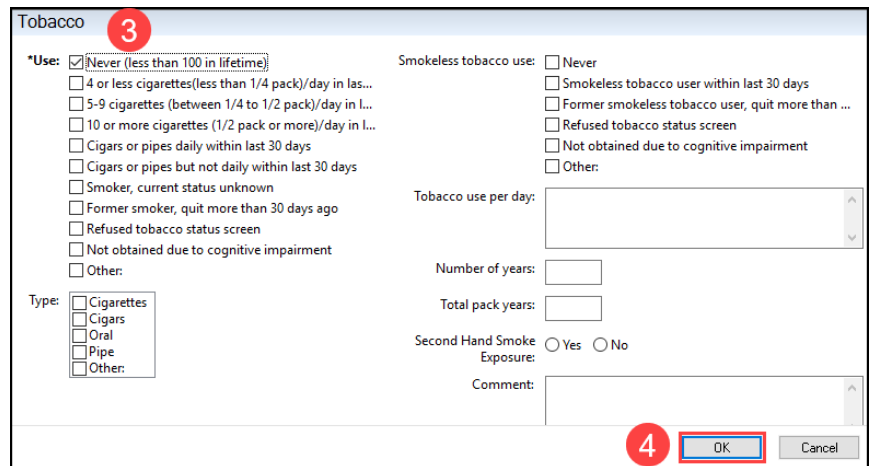 Tobacco
3
*Use:
Never (less than 100 in lifetime)
4 or less cigarettes(less than 1/4 pack)/day in las...
5-9 cigarettes (between 1/4 to 1/2 pack)/day in l...
10 or more cigarettes (1/2 pack or more)/day in l...
Cigars or pipes daily within last 30 days
Cigars or pipes but not daily within last 30 days
Smoker, current status unknown
Former smoker, quit more than 30 days ago
Refused tobacco status screen
Not obtained due to cognitive impairment
Other:
Type:
Cigarettes
Cigars
Oral
Pipe
Other:
Smokeless tobacco use:
Never
Smokeless tobacco user within last 30 days
Former smokeless tobacco user, quit more than ...
Refused tobacco status screen
Not obtained due to cognitive impairment
Other:
Tobacco use per day:
Number of years:
Total pack years:
Second Hand Smoke
Exposure:
Yes
No
Comment:
4
OK
Cancel